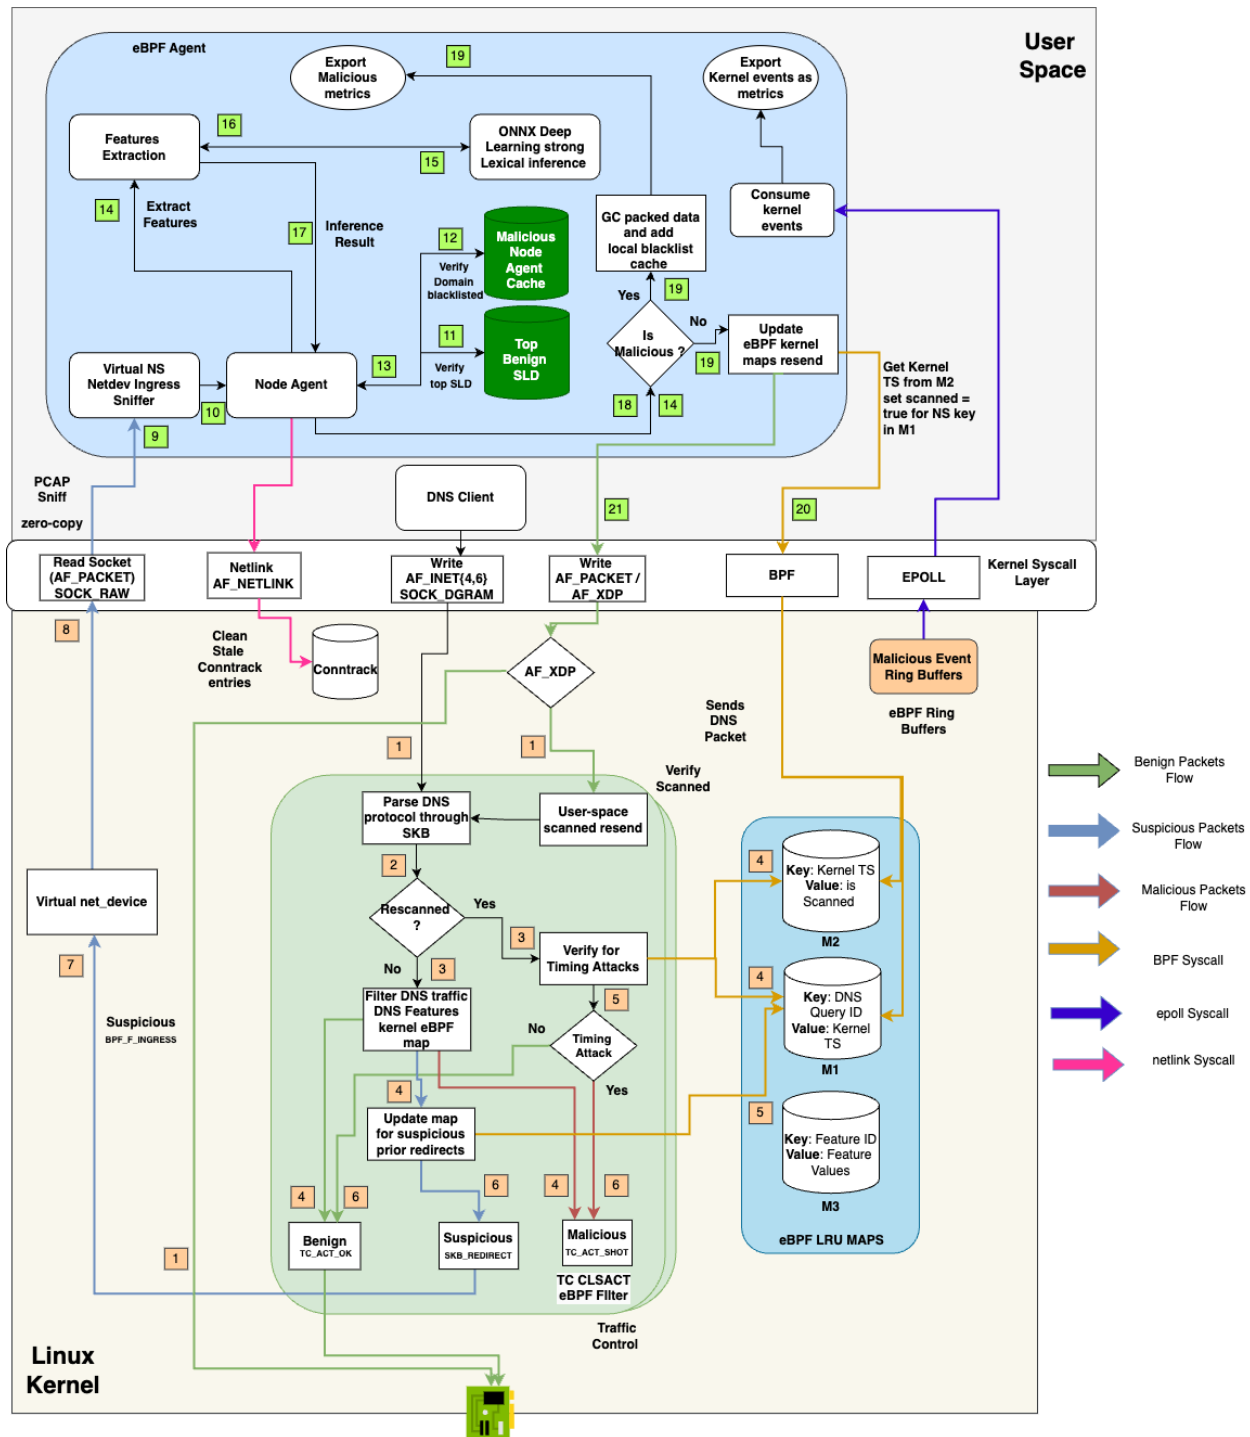 eBPF Agent
User
Space
Export
Malicious
metrics
19
Export
Kernel events as
metrics
Features
Extraction
16
15
ONNX Deep
Learning strong
Lexical inference
14
Extract
Features
17
Inference
Result
12
Verify
Domain
blacklisted
Malicious
Node
Agent
Cache
GC packed data
and add
local blacklist
cache
Consume
kernel
events
Yes
19
11
Verify
top SLD
Top
Benign
SLD
Is
Malicious ?
No
19
Update
eBPF kernel
maps resend
Virtual NS
Netdev Ingress
Sniffer
10
Node Agent
13
18
14
Get Kernel
TS from M2
set scanned =
true for NS key
in M1
9
PCAP
Sniff
zero-copy
DNS Client
21
20
Read Socket
(AF_PACKET)
SOCK_RAW
Netlink
AF_NETLINK
Write
AF_INET{4,6}
SOCK_DGRAM
Write
AF_PACKET /
AF_XDP
BPF
EPOLL
Kernel Syscall
Layer
8
Clean
Stale
Conntrack
entries
Conntrack
AF_XDP
Malicious Event
Ring Buffers
eBPF Ring
Buffers
Sends
DNS
Packet
1
1
Verify
Scanned
Parse DNS
protocol through
SKB
User-space
scanned resend
2
Rescanned
?
Yes
3
Verify for
Timing Attacks
No
3
5
Filter DNS traffic
DNS Features
kernel eBPF
map
No
Timing
Attack
Yes
4
Update map
for suspicious
prior redirects
4
6
6
4
6
Benign
TC_ACT_OK
Suspicious
SKB_REDIRECT
Malicious
TC_ACT_SHOT
TC CLSACT
eBPF FIlter
Traffic
Control
Virtual net_device
7
Suspicious
BPF_F_INGRESS
1
4
Key: Kernel TS
Value: is
Scanned
M2
4
Key: DNS
Query ID
Value: Kernel
TS
M1
5
Key: Feature ID
Value: Feature
Values
M3
eBPF LRU MAPS
Linux
Kernel
Benign Packets
Flow
Suspicious Packets
Flow
Malicious Packets
Flow
BPF Syscall
epoll Syscall
netlink Syscall